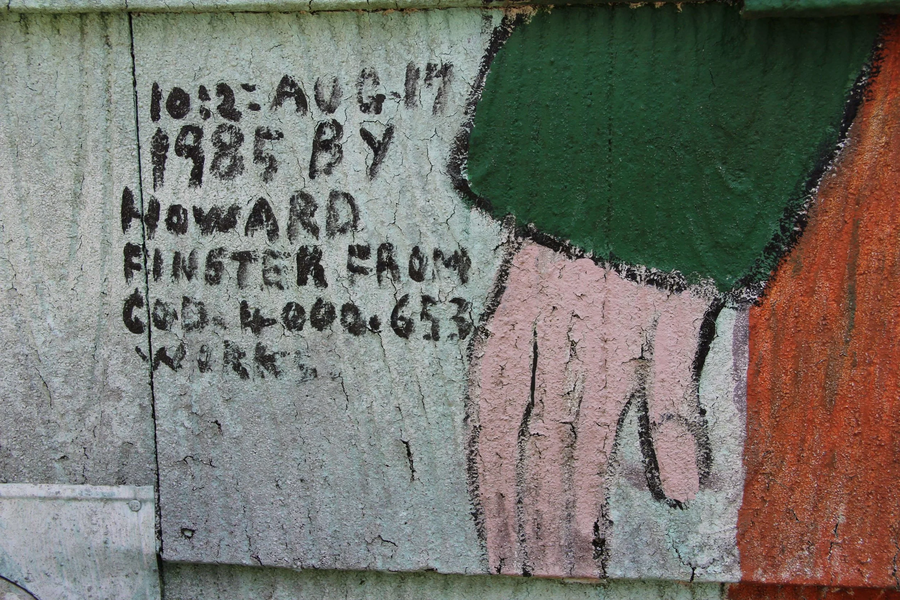 10:2= AUG.17
1985 BY
HOWARD
FINSTER FROM
GOD. 4000.653
WORKS